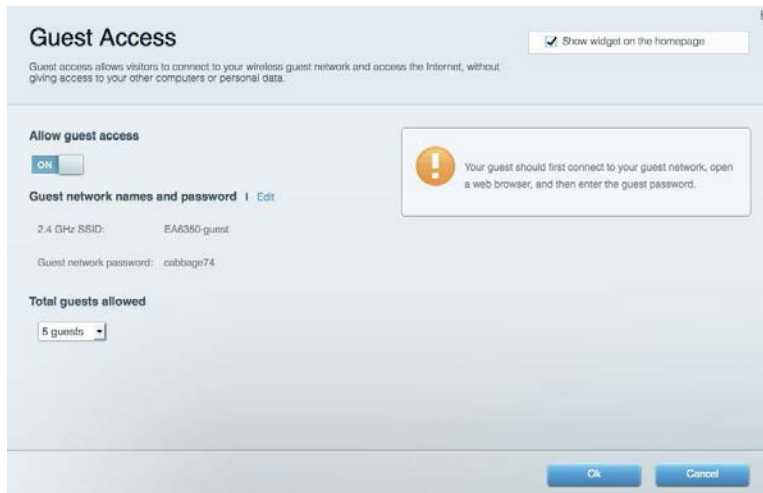 Guest Access
Show widget on the homepage
Guest access allows visitors to connect to your wireless guest network and access the Internet, without
giving access to your other computers or personal data.
Allow guest access
ON
Your guest should first connect to your guest network, open
a web browser, and then enter the guest password.
Guest network names and password | Edit
2.4 GHz SSID: EA6350-guest
Guest network password: cabbage74
Total guests allowed
5 guests
Ok
Cancel